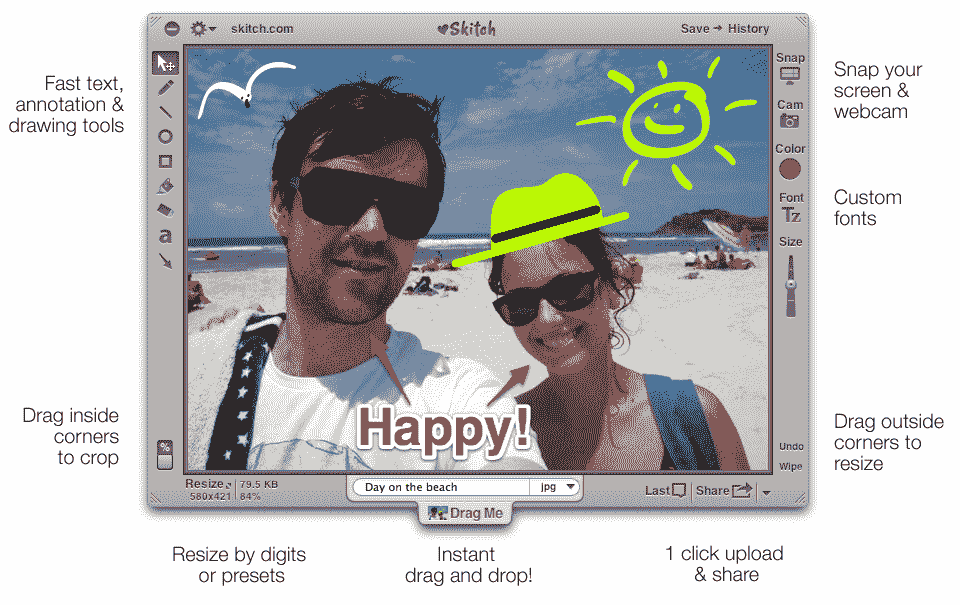 skitch.com
Skitch
Save → History
Fast text,
annotation &
drawing tools
Snap
Cam
Color
Font
Tz
Size
a
Snap your
screen &
webcam
Custom
fonts
Happy!
Drag inside
corners
to crop
%
Drag outside
corners to
resize
Undo
Wipe
Resize
580x421
79.5 KB
84%
Day on the beach
jpg
Last
Share
Drag Me
Resize by digits
or presets
Instant
drag and drop!
1 click upload
& share